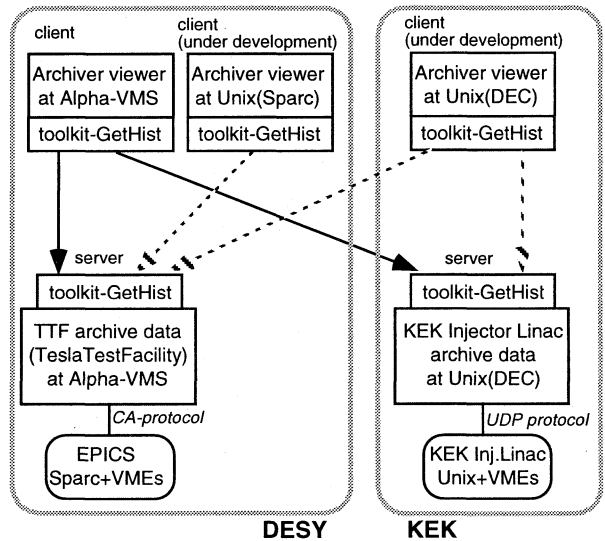 client
Archiver viewer
at Alpha-VMS
toolkit-GetHist
client
(under development)
Archiver viewer
at Unix(Sparc)
toolkit-GetHist
client
(under development)
Archiver viewer
at Unix(DEC)
toolkit-GetHist
server
toolkit-GetHist
TTF archive data
(TeslaTestFacility)
at Alpha-VMS
CA-protocol
EPICS
Sparc+VMEs
server
toolkit-GetHist
KEK Injector Linac
archive data
at Unix(DEC)
UDP protocol
KEK Inj.Linac
Unix+VMEs
DESY
KEK